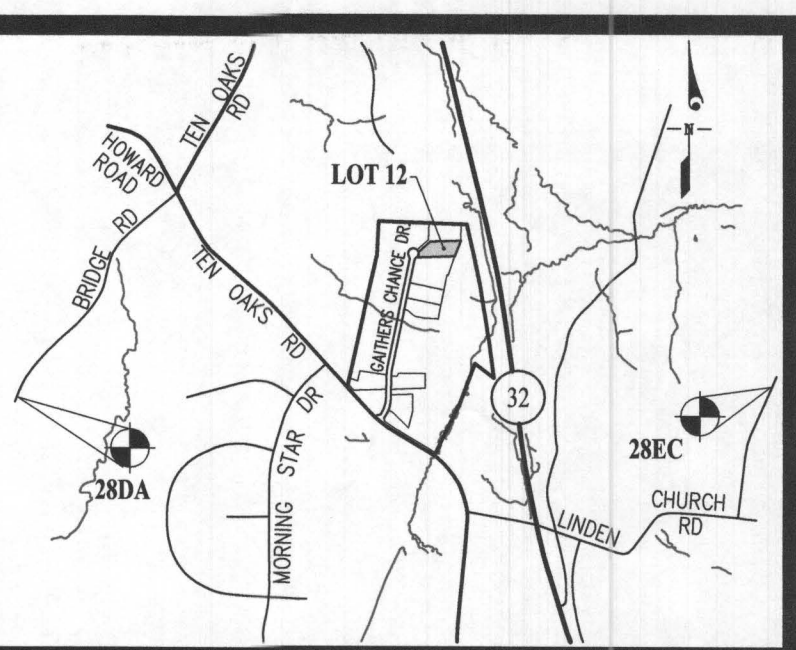 TEN OAKS
RD
HOWARD
ROAD
N
LOT 12
BRIDGE RD
TEN OAKS RD
GAITHERS CHANCE DR
32
MORNING STAR DR
28EC
28DA
CHURCH
LINDEN
RD